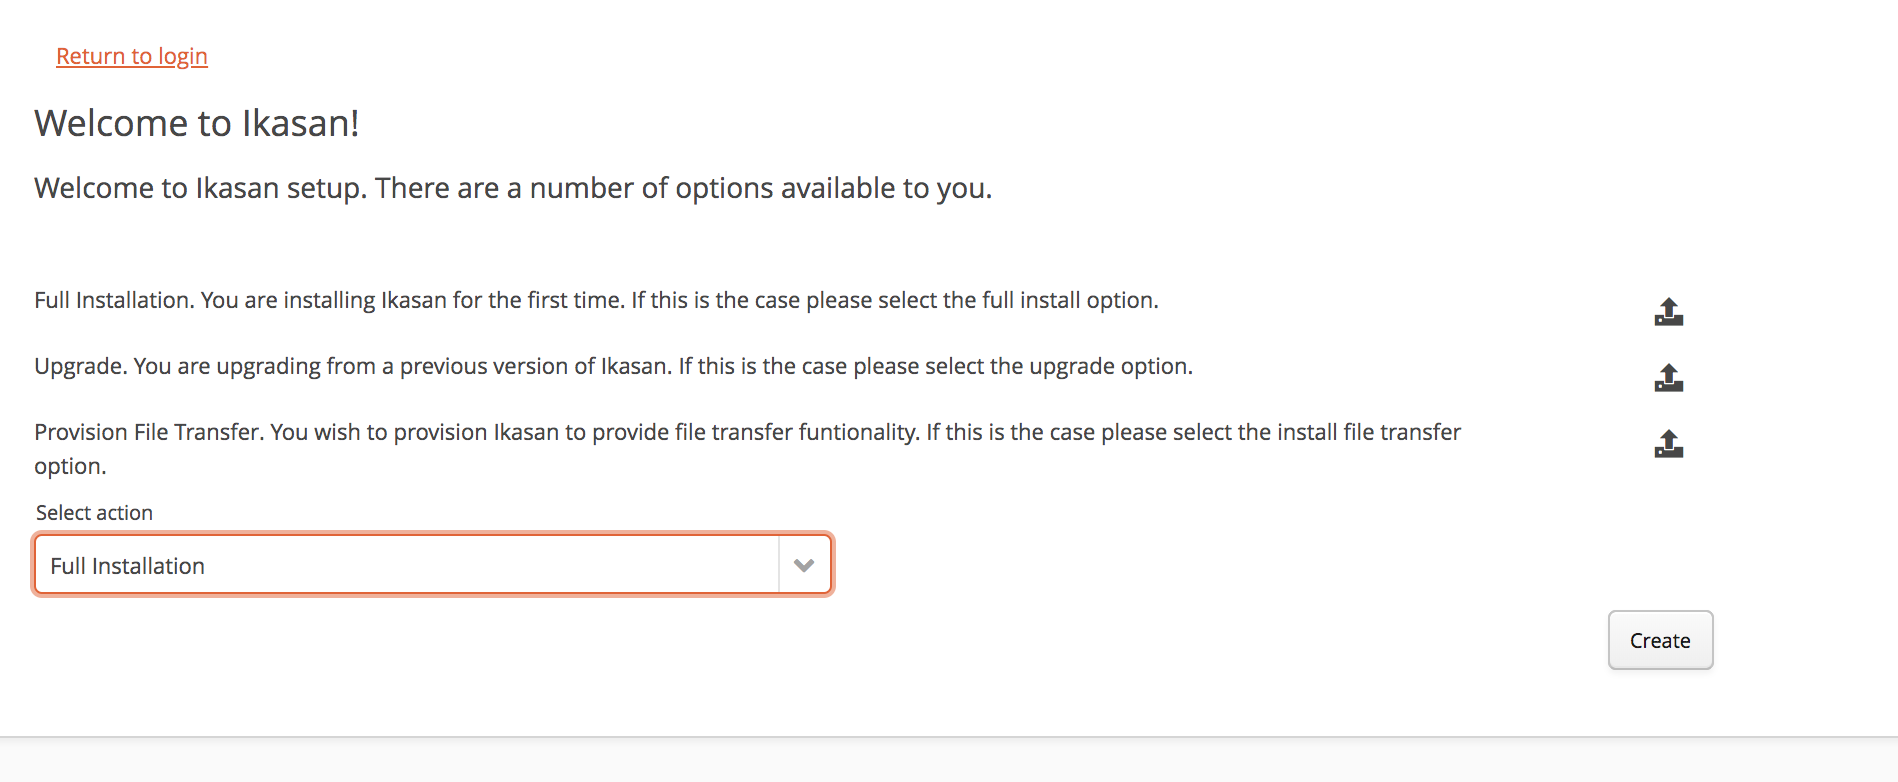 Return to login
Welcome to Ikasan!
Welcome to Ikasan setup. There are a number of options available to you.
Full Installation. You are installing Ikasan for the first time. If this is the case please select the full install option.
Upgrade. You are upgrading from a previous version of Ikasan. If this is the case please select the upgrade option.
Provision File Transfer. You wish to provision Ikasan to provide file transfer funtionality. If this is the case please select the install file transfer
option.
Select action
Full Installation
Create